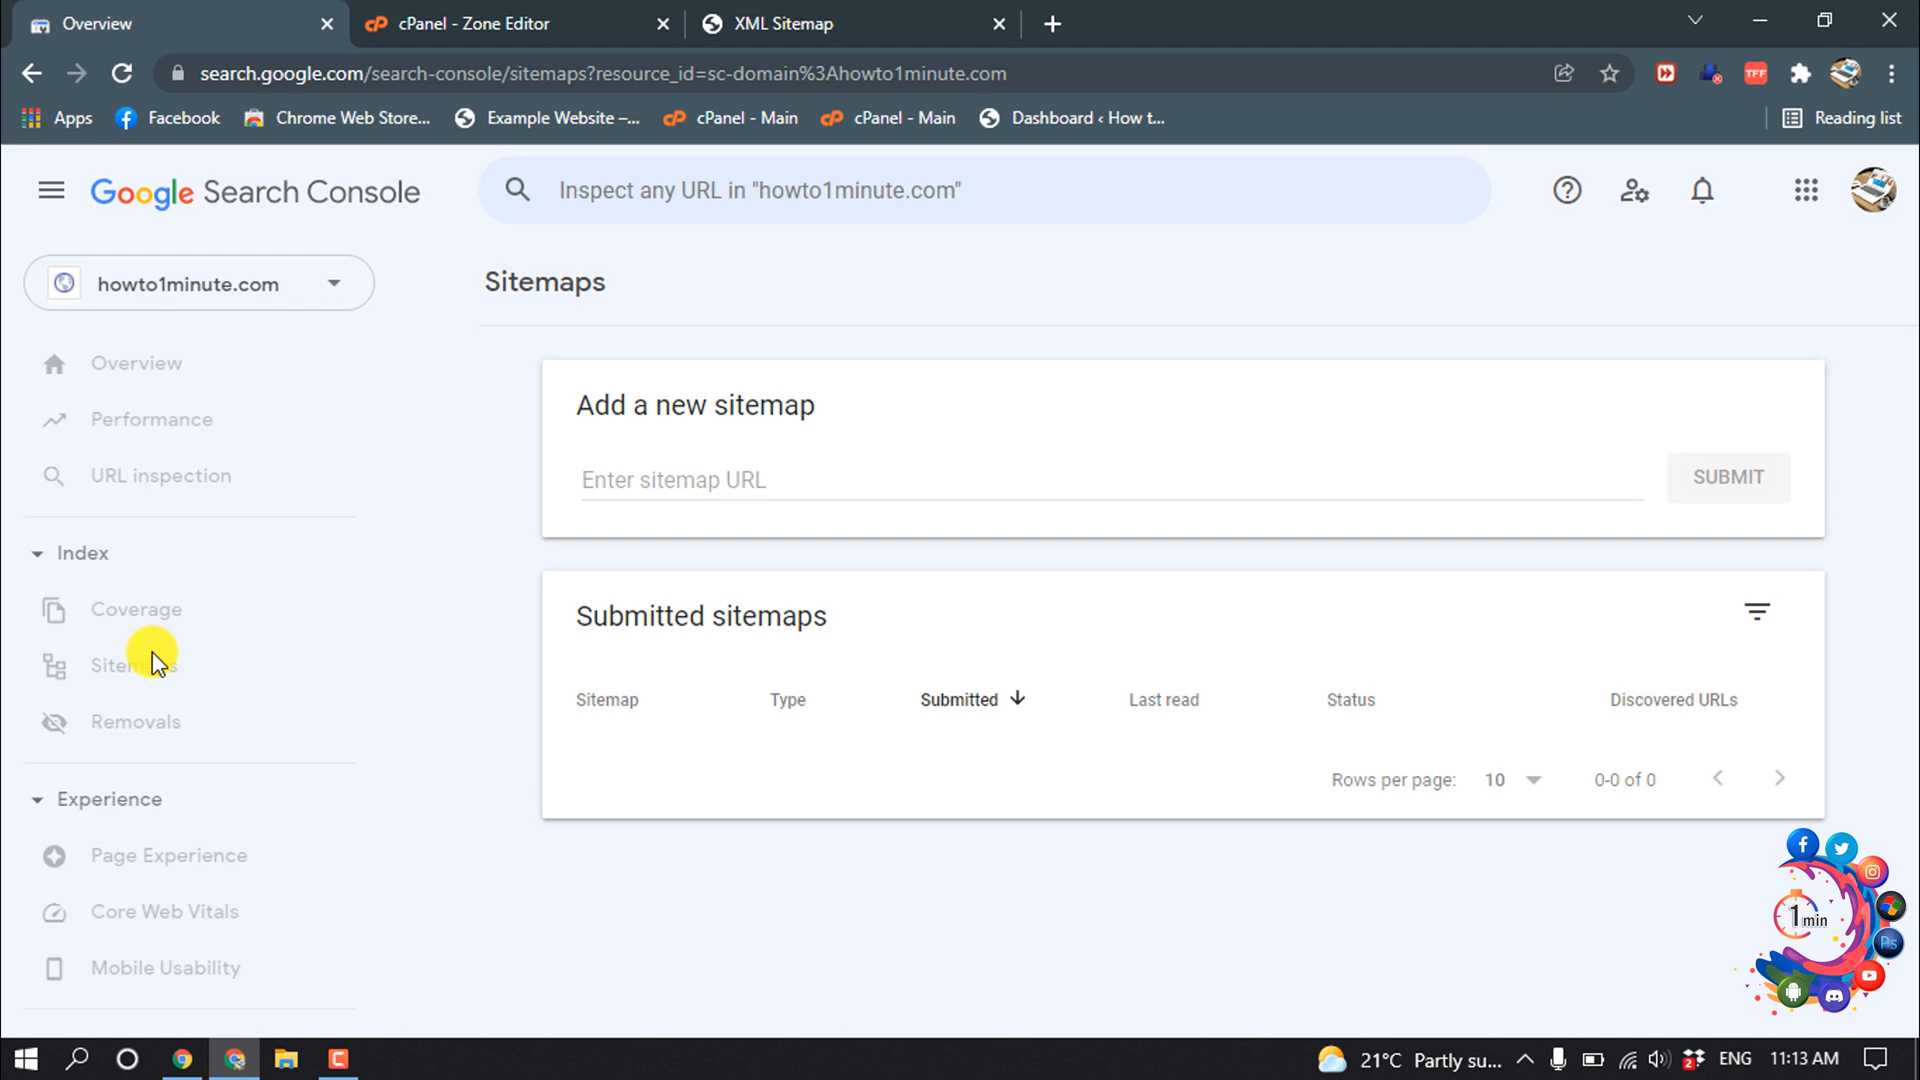 Overview
cPanel - Zone Editor
XML Sitemap
search.google.com/search-console/sitemaps?resource_id=sc-domain%3Ahowto1minute.com
TFF
Apps
Facebook
Chrome Web Store...
Example Website –...
cPanel - Main
cPanel - Main
Dashboard ‹ How t...
Reading list
Google Search Console
Inspect any URL in "howto1minute.com"
howto1minute.com
Sitemaps
Overview
Performance
URL inspection
Index
Coverage
Sitemaps
Removals
Experience
Page Experience
Core Web Vitals
Mobile Usability
Add a new sitemap
Enter sitemap URL
SUBMIT
Submitted sitemaps
Sitemap Type Submitted Last read Status Discovered URLs
Rows per page: 10 0-0 of 0
1 min
Ps
21°C Partly su...
2
ENG
11:13 AM